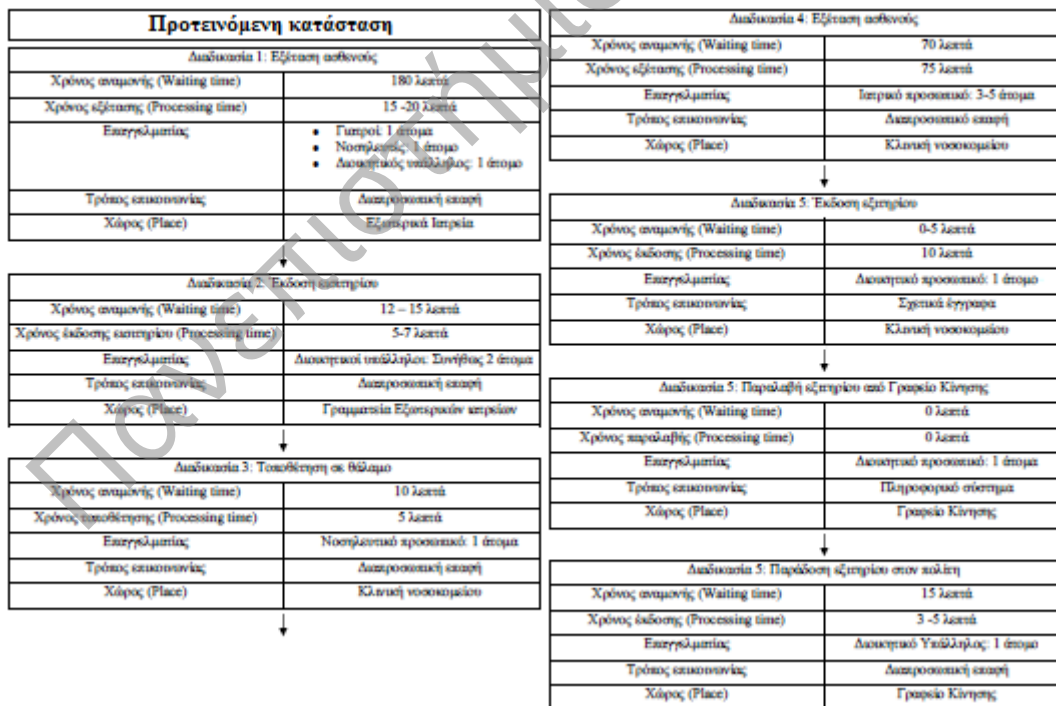 Προτεινόμενη κατάσταση
Διαδικασία 1: Εξέταση ασθενούς
Χρόνος αναμονής (Waiting time) 180 λεπτά
Χρόνος εξέτασης (Processing time) 15 -20 λεπτά
Επαγγελματίας
• Γιατροί: 1 άτομα
• Νοσηλευτές: 1 άτομο
• Διοικητικός υπάλληλος: 1 άτομο
Τρόπος επικοινωνίας Διαπροσωπική επαφή
Χώρος (Place) Εξωτερικά Ιατρεία
Διαδικασία 2: Έκδοση εισιτηρίου
Χρόνος αναμονής (Waiting time) 12 – 15 λεπτά
Χρόνος έκδοσης εισιτηρίου (Processing time) 5-7 λεπτά
Επαγγελματίας Διοικητικοί υπάλληλοι: Συνήθως 2 άτομα
Τρόπος επικοινωνίας Διαπροσωπική επαφή
Χώρος (Place) Γραμματεία Εξωτερικών ιατρείων
Διαδικασία 3: Τοποθέτηση σε θάλαμο
Χρόνος αναμονής (Waiting time) 10 λεπτά
Χρόνος τοποθέτησης (Processing time) 5 λεπτά
Επαγγελματίας Νοσηλευτικό προσωπικό: 1 άτομα
Τρόπος επικοινωνίας Διαπροσωπική επαφή
Χώρος (Place) Κλινική νοσοκομείου
Διαδικασία 4: Εξέταση ασθενούς
Χρόνος αναμονής (Waiting time) 70 λεπτά
Χρόνος εξέτασης (Processing time) 75 λεπτά
Επαγγελματίας Ιατρικό προσωπικό: 3-5 άτομα
Τρόπος επικοινωνίας Διαπροσωπικό επαφή
Χώρος (Place) Κλινική νοσοκομείου
Διαδικασία 5: Έκδοση εξιτηρίου
Χρόνος αναμονής (Waiting time) 0-5 λεπτά
Χρόνος έκδοσης (Processing time) 10 λεπτά
Επαγγελματίας Διοικητικό προσωπικό: 1 άτομο
Τρόπος επικοινωνίας Σχετικά έγγραφα
Χώρος (Place) Κλινική νοσοκομείου
Διαδικασία 5: Παραλαβή εξιτηρίου από Γραφείο Κίνησης
Χρόνος αναμονής (Waiting time) 0 λεπτά
Χρόνος παραλαβής (Processing time) 0 λεπτά
Επαγγελματίας Διοικητικό προσωπικό: 1 άτομο
Τρόπος επικοινωνίας Πληροφορικό σύστημα
Χώρος (Place) Γραφείο Κίνησης
Διαδικασία 5: Παράδοση εξιτηρίου στον πολίτη
Χρόνος αναμονής (Waiting time) 15 λεπτά
Χρόνος έκδοσης (Processing time) 3 -5 λεπτά
Επαγγελματίας Διοικητικό Υπάλληλος: 1 άτομο
Τρόπος επικοινωνίας Διαπροσωπική επαφή
Χώρος (Place) Γραφείο Κίνησης